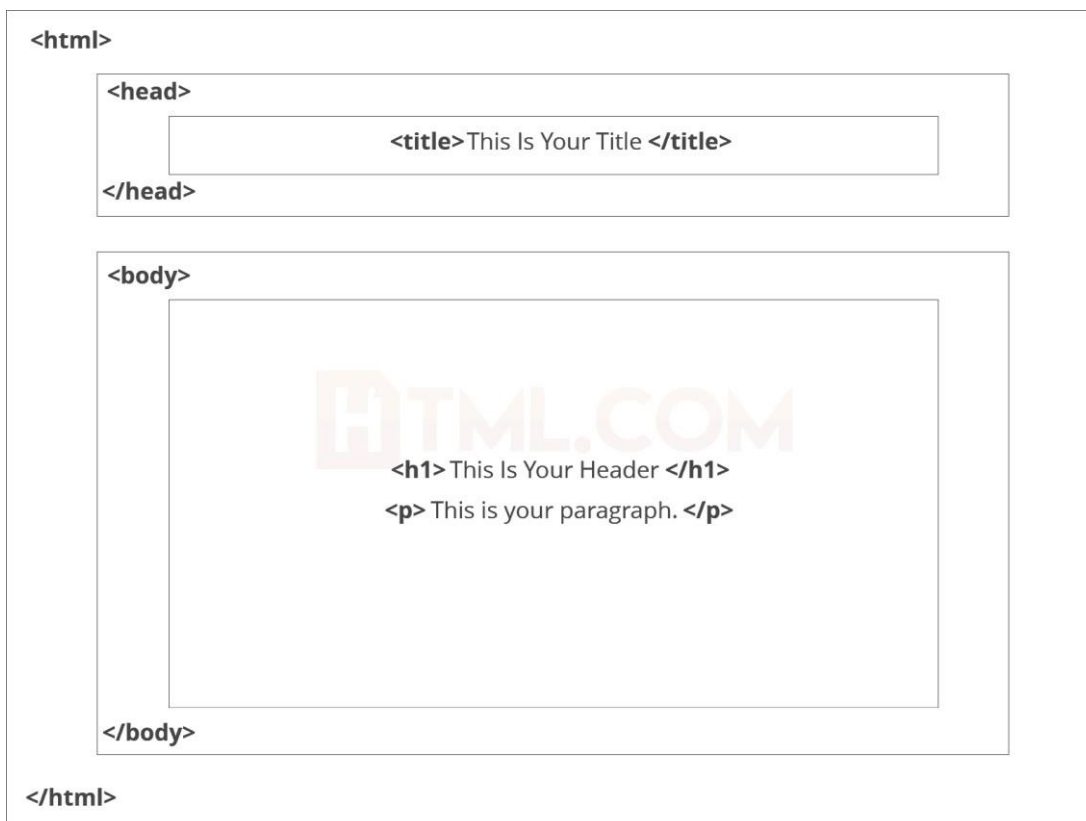 <html>
<head>
<title>This Is Your Title </title>
</head>
<body>
HTML.COM
<h1> This Is Your Header </h1>
<p> This is your paragraph. </p>
</body>
</html>